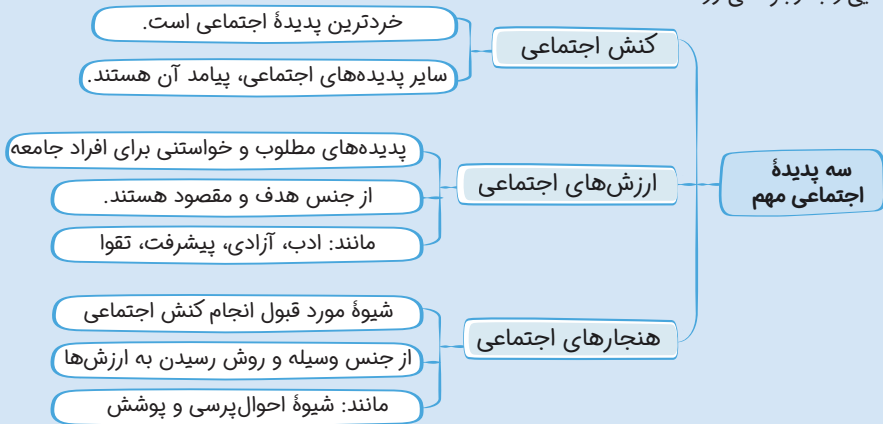 سه پدیدهٔ
اجتماعی مهم
کنش اجتماعی
خردترین پدیدهٔ اجتماعی است.
سایر پدیده‌های اجتماعی، پیامد آن هستند.
ارزش‌های اجتماعی
پدیده‌های مطلوب و خواستنی برای افراد جامعه
از جنس هدف و مقصود هستند.
مانند: ادب، آزادی، پیشرفت، تقوا
هنجارهای اجتماعی
شیوهٔ مورد قبول انجام کنش اجتماعی
از جنس وسیله و روش رسیدن به ارزش‌ها
مانند: شیوهٔ احوال‌پرسی و پوشش